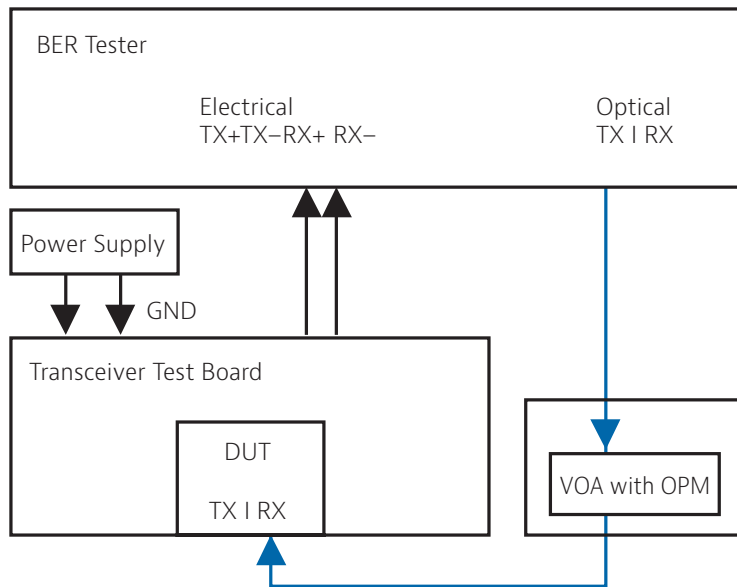 BER Tester
Electrical
TX+TX–RX+ RX–
Optical
TX I RX
Power Supply
GND
Transceiver Test Board
DUT
TX I RX
VOA with OPM